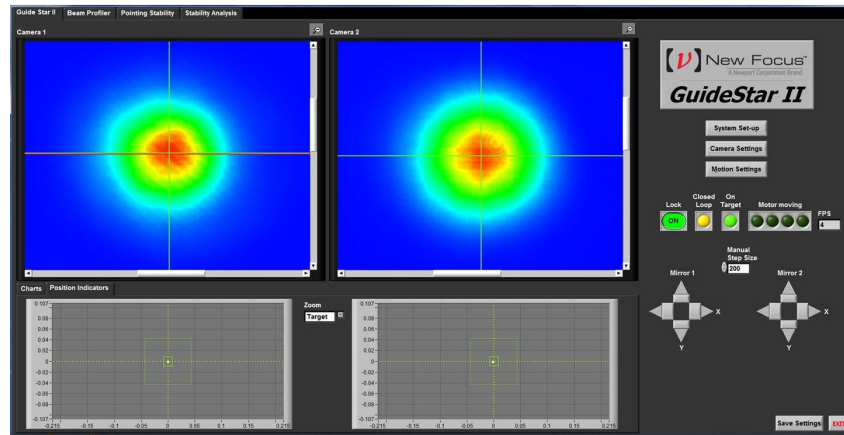 Guide Star II Beam Profiler Pointing Stability Stability Analysis
Camera 1
Camera 2
[ν] New Focus™
A Newport Corporation Brand
GuideStar II
System Set-up
Camera Settings
Motion Settings
Lock Closed Loop On Target Motor moving FPS
ON 4
Manual Step Size
200
Mirror 1 Mirror 2
X X
Y Y
Charts Position Indicators
Zoom
Target
0.107
0.08
0.06
0.04
0.02
0
-0.02
-0.04
-0.06
-0.08
-0.107
-0.215 -0.15 -0.1 -0.05 0 0.05 0.1 0.15 0.215
0.107
0.08
0.06
0.04
0.02
0
-0.02
-0.04
-0.06
-0.08
-0.107
-0.215 -0.15 -0.1 -0.05 0 0.05 0.1 0.15 0.215
Save Settings EXIT